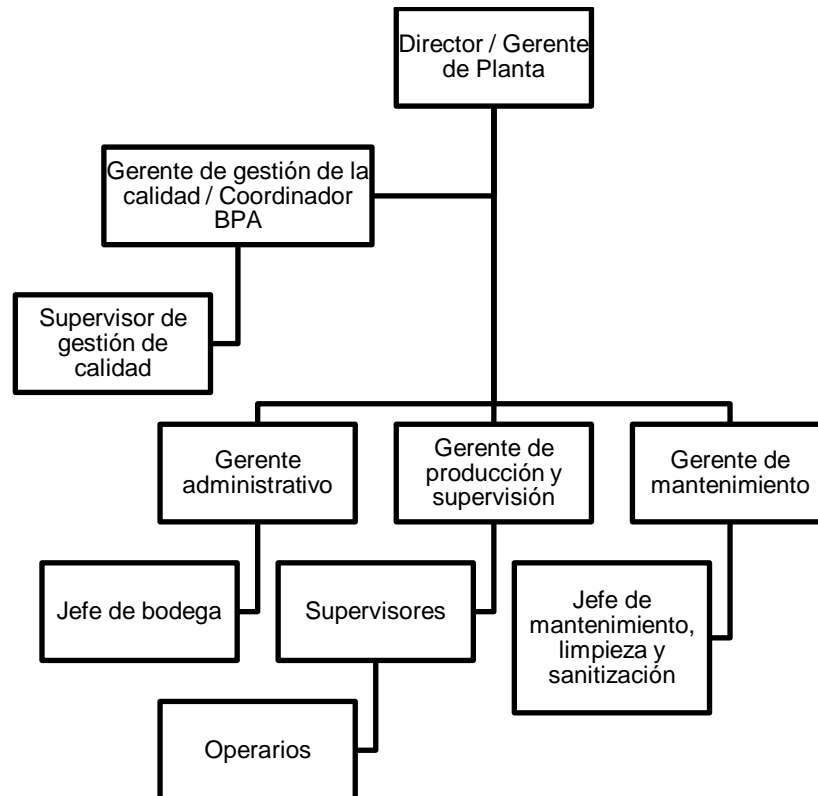 Director / Gerente
de Planta
Gerente de gestión de la
calidad / Coordinador
BPA
Supervisor de
gestión de
calidad
Gerente
administrativo
Gerente de
producción y
supervisión
Gerente de
mantenimiento
Jefe de bodega
Supervisores
Jefe de
mantenimiento,
limpieza y
sanitización
Operarios